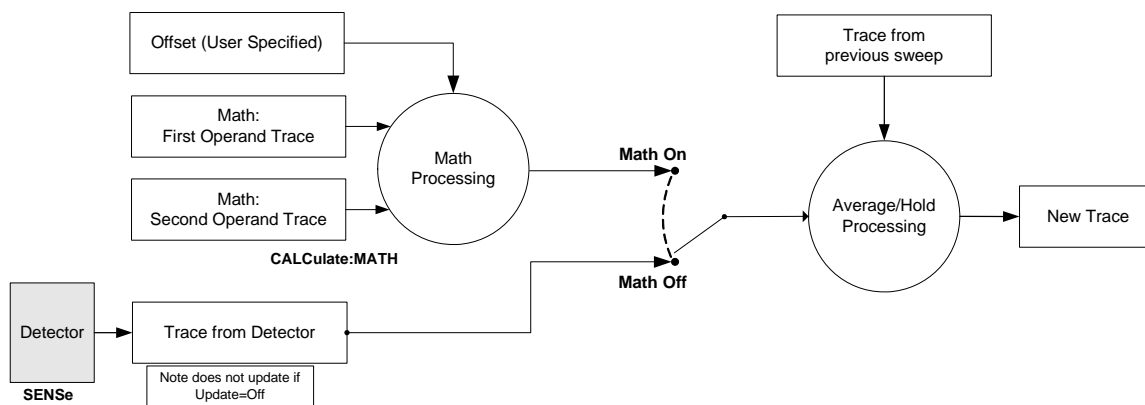 Offset (User Specified)
Math:
First Operand Trace
Math:
Second Operand Trace
Math
Processing
CALCulate:MATH
Math On
Math Off
Trace from
previous sweep
Average/Hold
Processing
New Trace
Detector
SENSe
Trace from Detector
Note does not update if
Update=Off